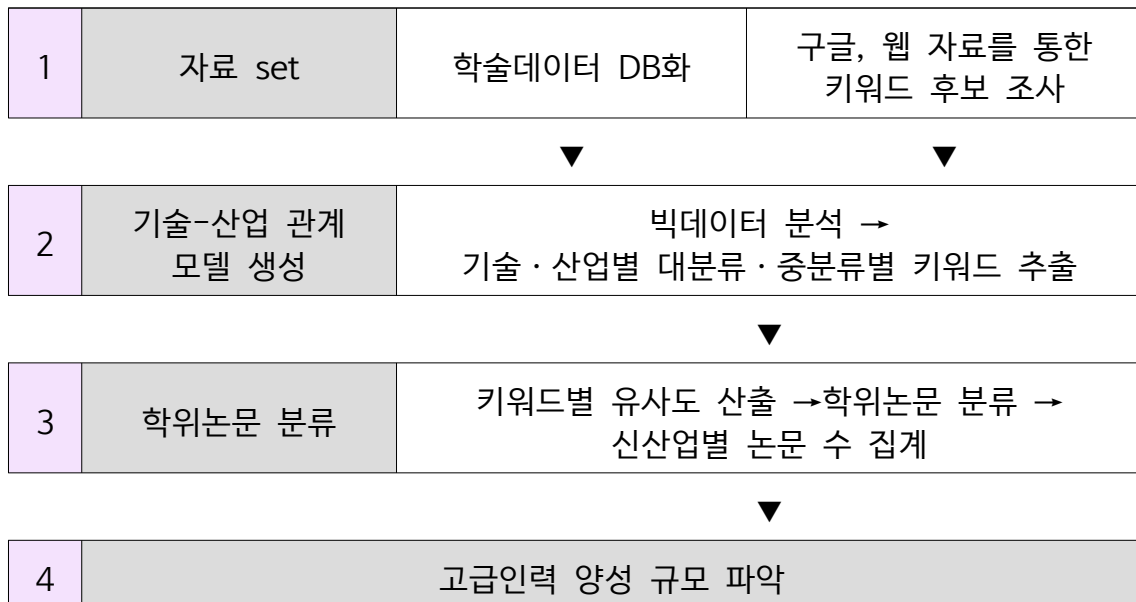 1
자료 set
학술데이터 DB화
구글, 웹 자료를 통한
키워드 후보 조사
▼ ▼
2
기술-산업 관계
모델 생성
빅데이터 분석 →
기술·산업별 대분류·중분류별 키워드 추출
▼
3
학위논문 분류
키워드별 유사도 산출 →학위논문 분류 →
신산업별 논문 수 집계
▼
4
고급인력 양성 규모 파악